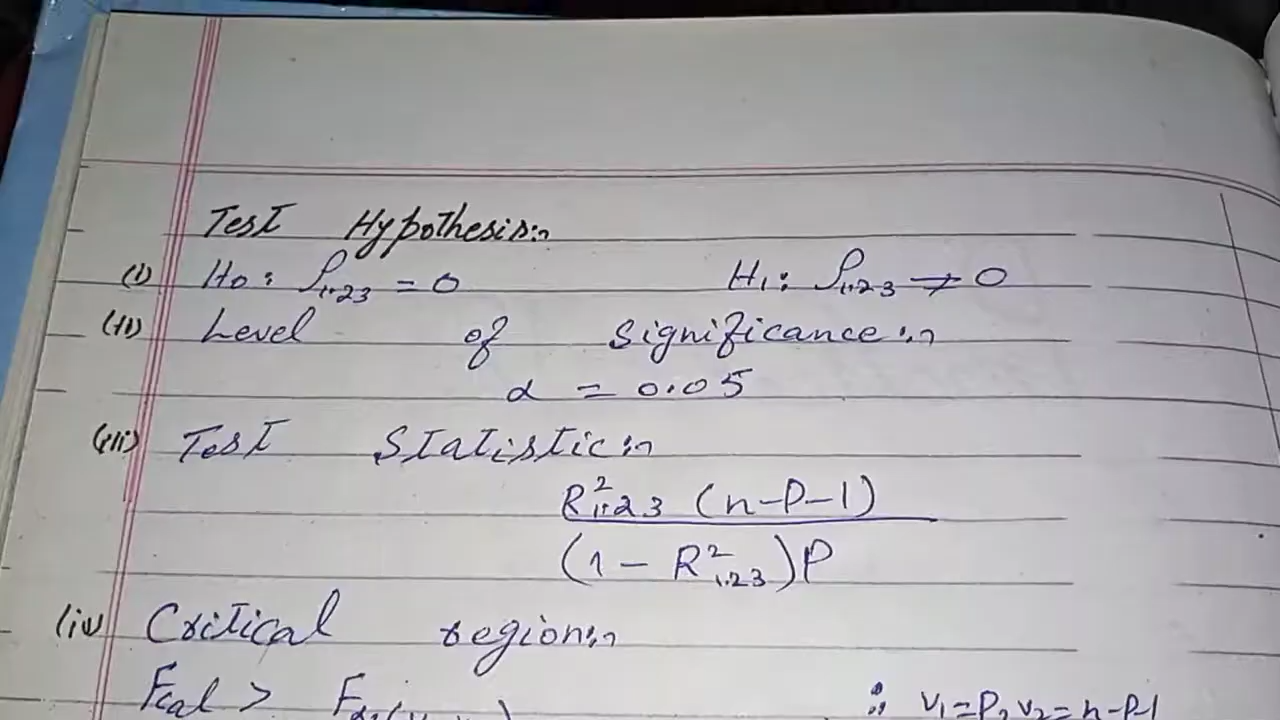 Test Hypothesis:-
(i) H₀: ρ₁.₂₃ = 0 H₁: ρ₁.₂₃ ≠ 0
(ii) Level of Significance:-
α = 0.05
(iii) Test Statistic:-
R²₁.₂₃ (n-P-1)
(1 - R²₁.₂₃)P
(iv) Critical region:-
Fcal > ∴ V₁=P, V₂=n-P-1